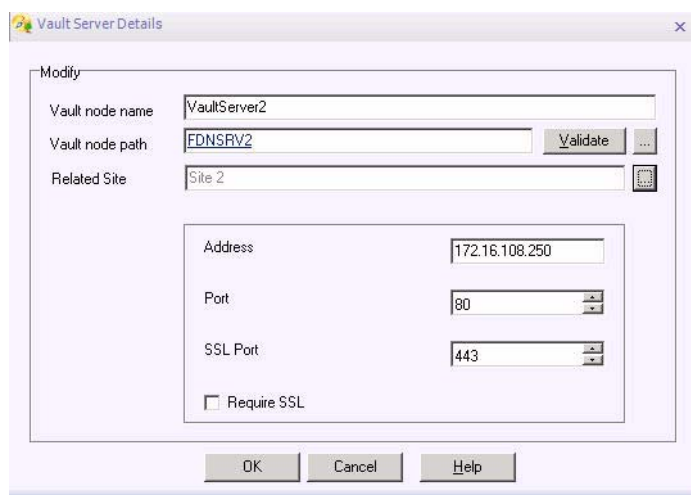 Vault Server Details
Modify
Vault node name VaultServer2
Vault node path FDNSRV2 Validate ...
Related Site Site 2 ...
Address 172.16.108.250
Port 80
SSL Port 443
Require SSL
OK Cancel Help